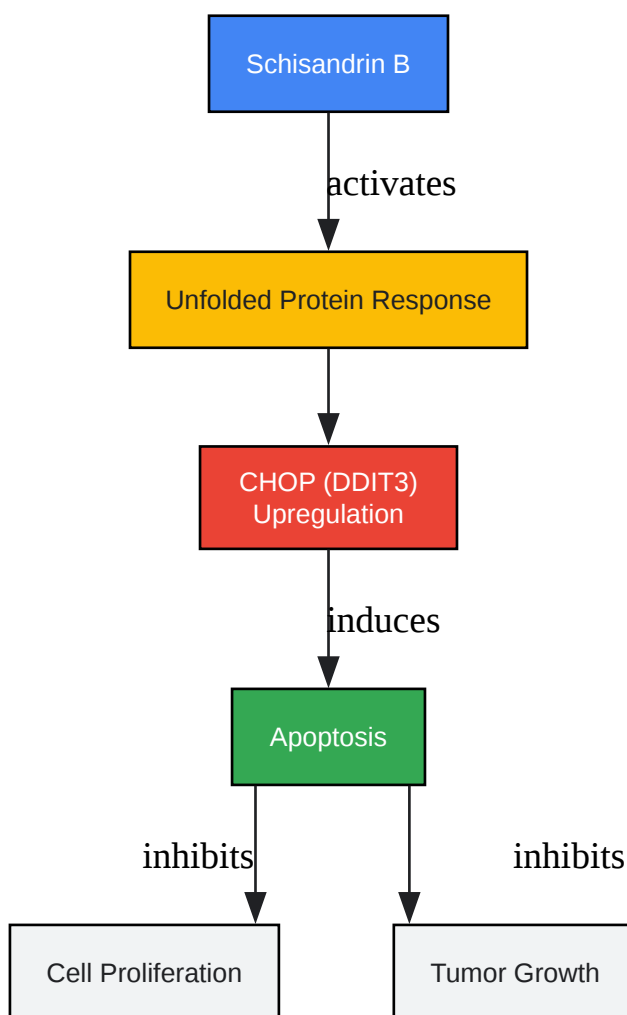 Schisandrin B
activates
Unfolded Protein Response
CHOP (DDIT3)
Upregulation
induces
Apoptosis
inhibits
inhibits
Cell Proliferation
Tumor Growth